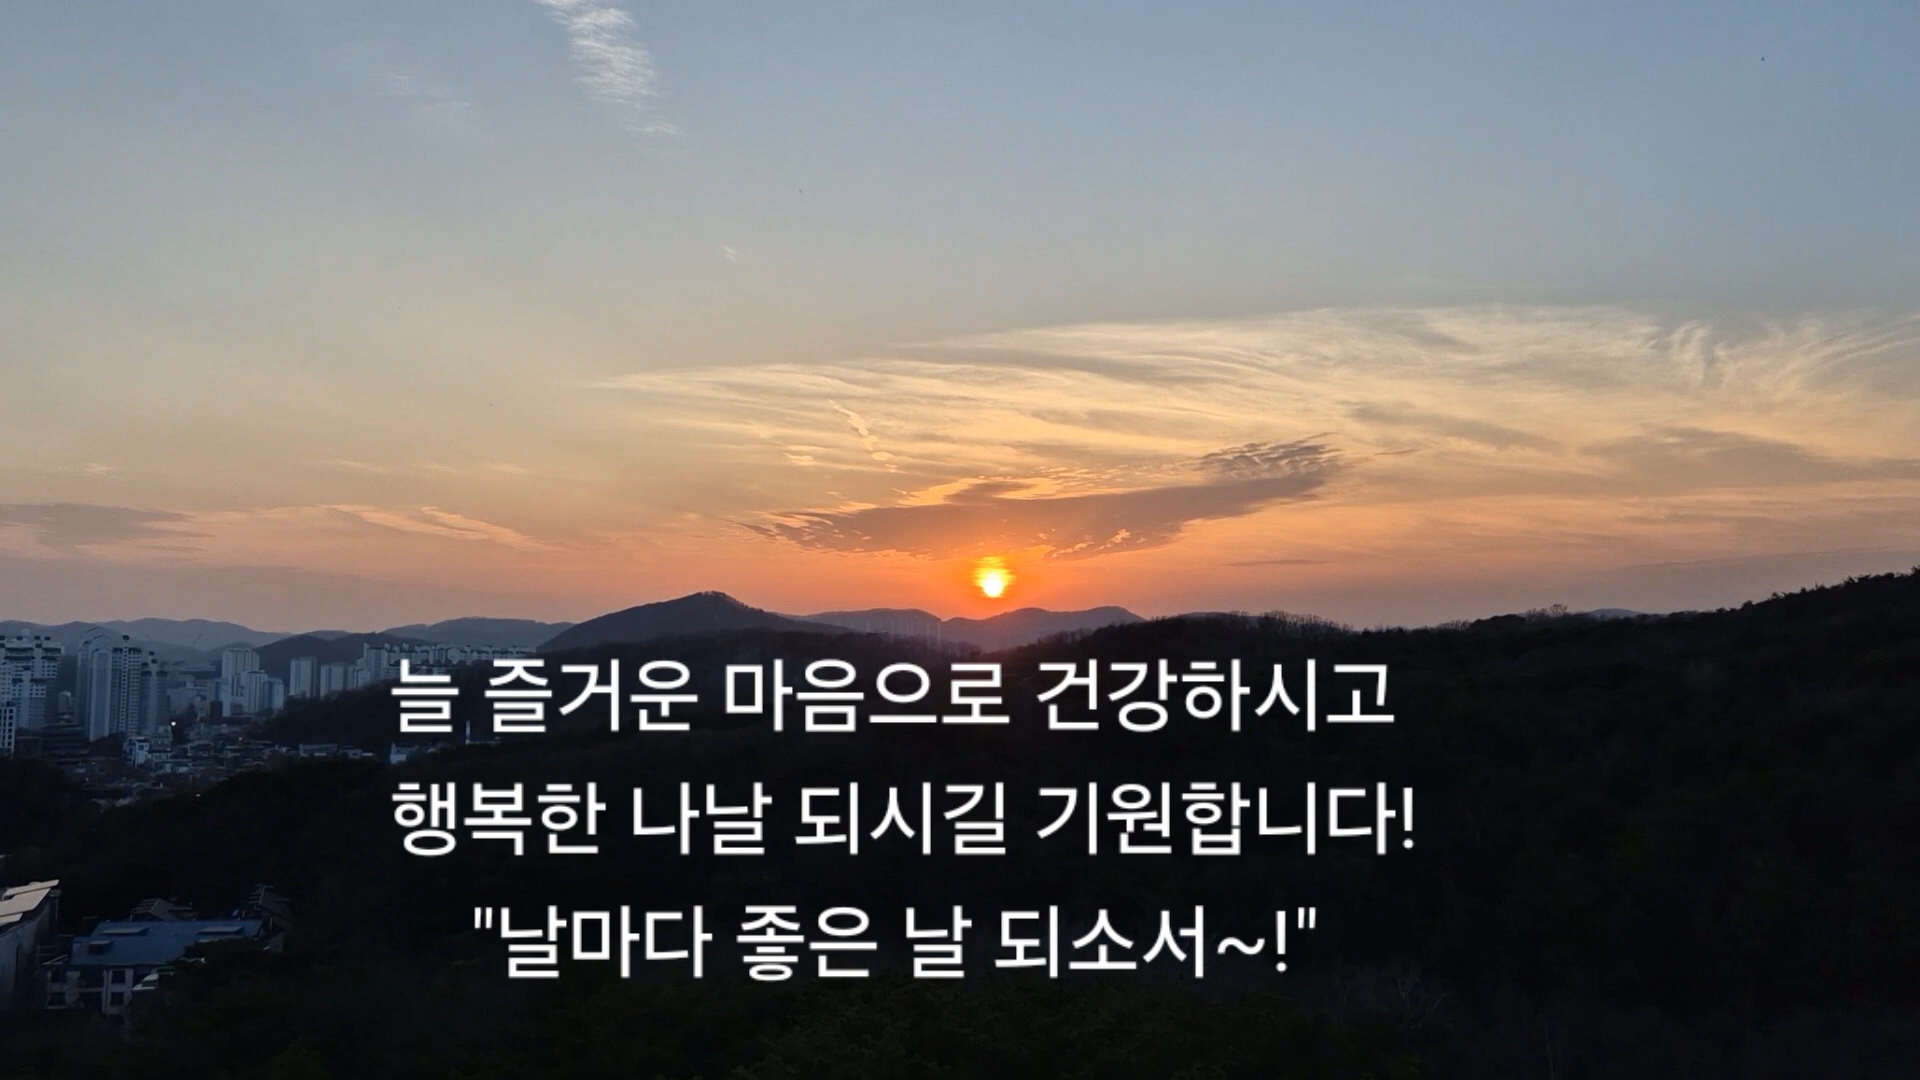 늘 즐거운 마음으로 건강하시고
행복한 나날 되시길 기원합니다!
"날마다 좋은 날 되소서~!"